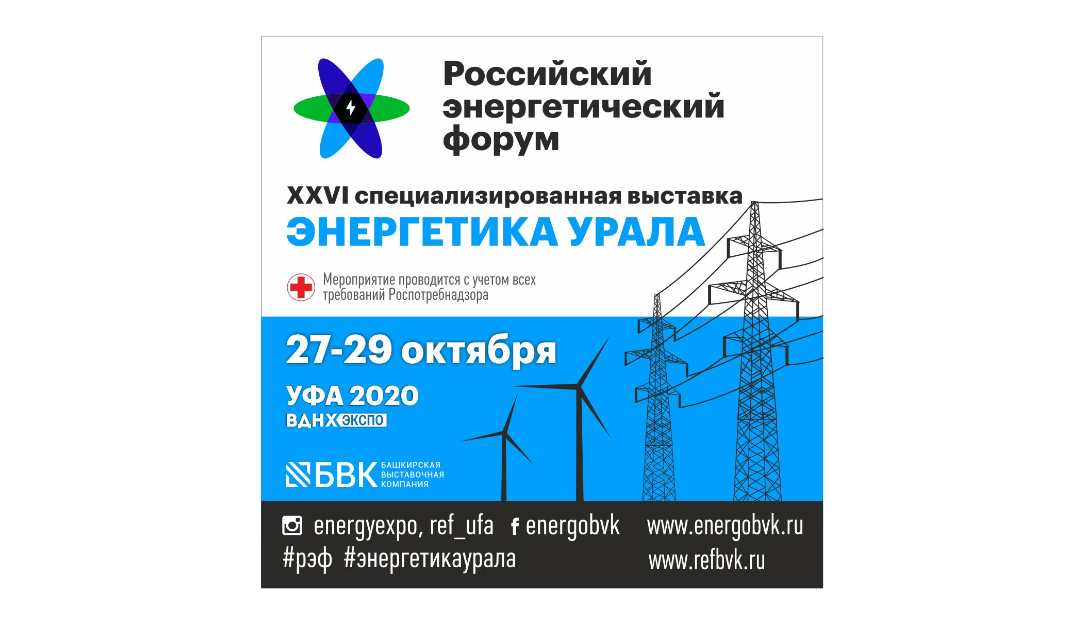 Российский
энергетический
форум
XXVI специализированная выставка
ЭНЕРГЕТИКА УРАЛА
Мероприятие проводится с учетом всех
требований Роспотребнадзора
27-29 октября
УФА 2020
ВДНХ ЭКСПО
БВК БАШКИРСКАЯ
ВЫСТАВОЧНАЯ
КОМПАНИЯ
energyexpo, ref_ufa f energobvk www.energobvk.ru
#рэф #энергетикаурала www.refbvk.ru